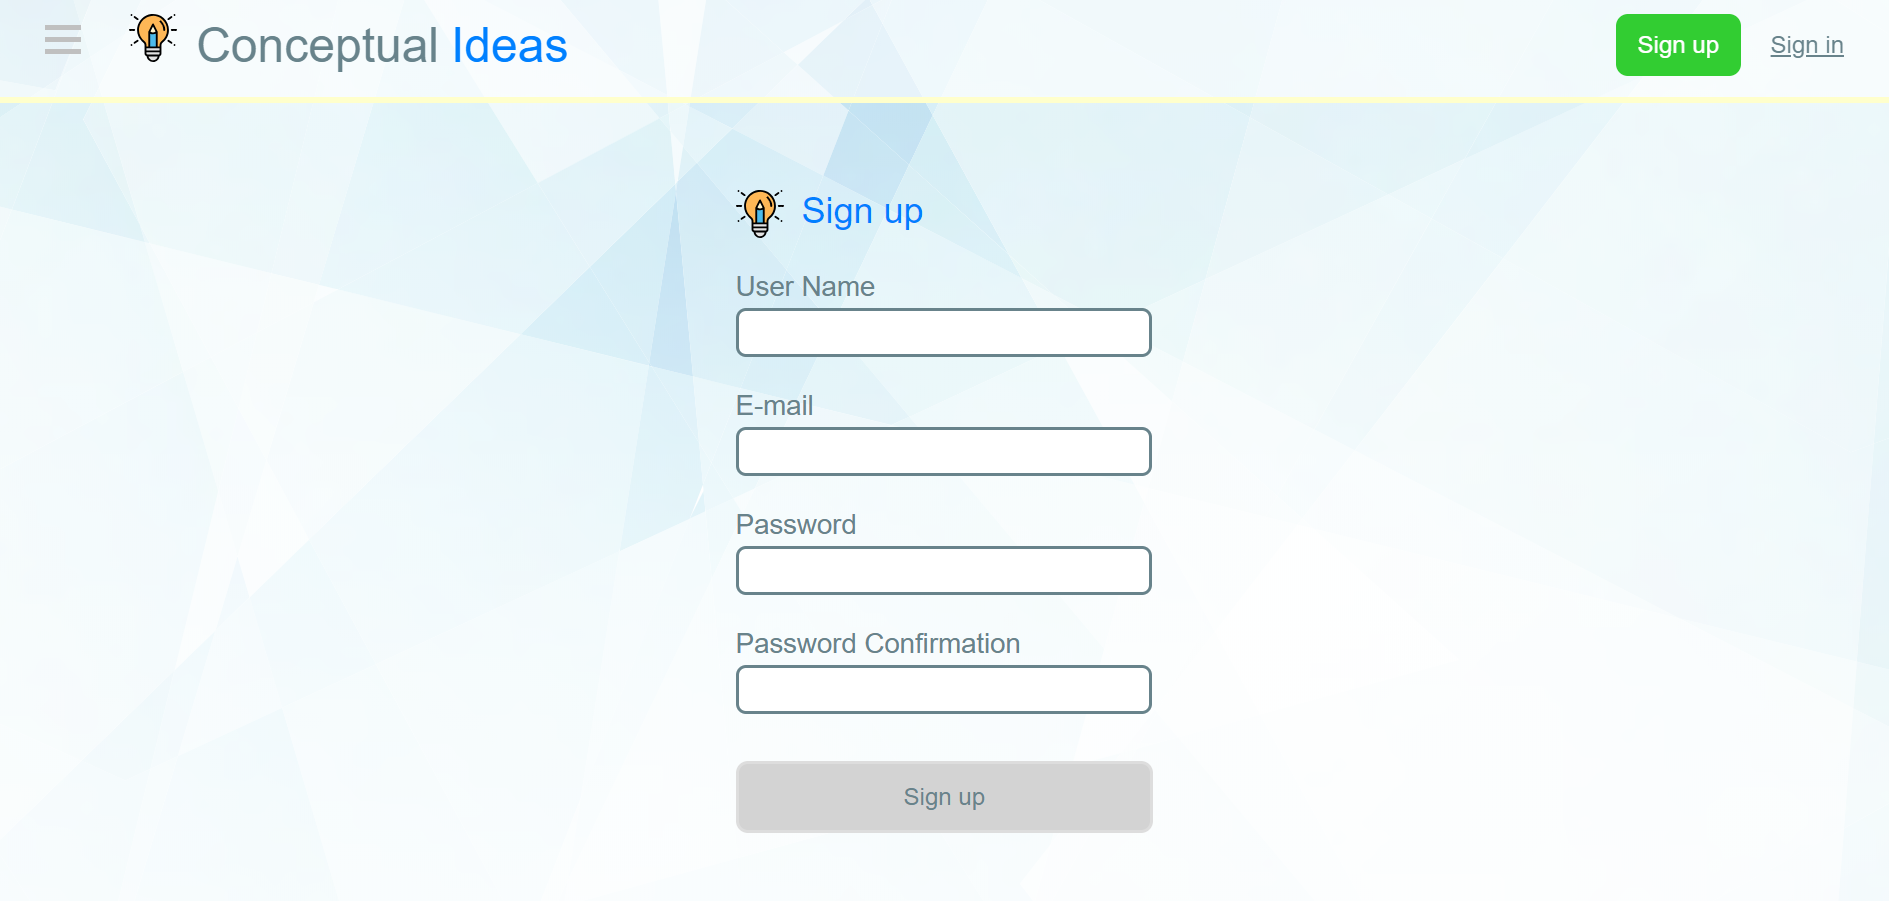 Conceptual Ideas
Sign up
Sign in
Sign up
User Name
E-mail
Password
Password Confirmation
Sign up